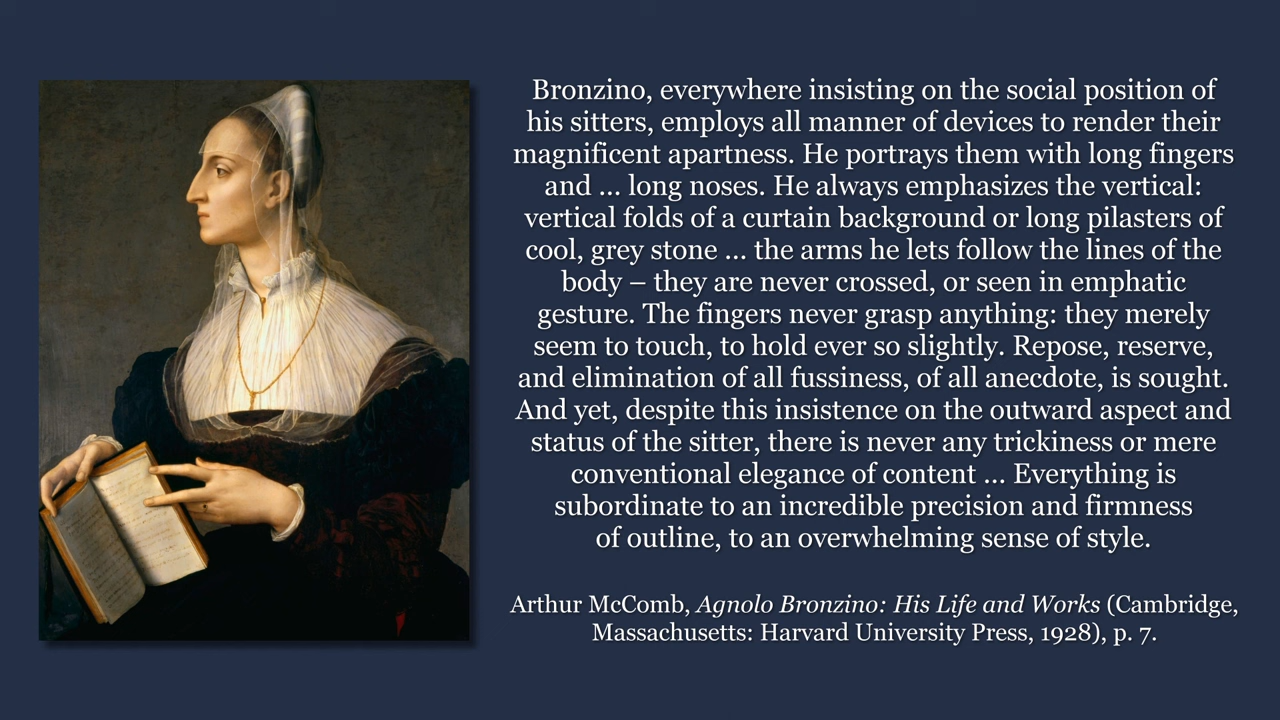 Bronzino, everywhere insisting on the social position of
his sitters, employs all manner of devices to render their
magnificent apartness. He portrays them with long fingers
and ... long noses. He always emphasizes the vertical:
vertical folds of a curtain background or long pilasters of
cool, grey stone ... the arms he lets follow the lines of the
body – they are never crossed, or seen in emphatic
gesture. The fingers never grasp anything: they merely
seem to touch, to hold ever so slightly. Repose, reserve,
and elimination of all fussiness, of all anecdote, is sought.
And yet, despite this insistence on the outward aspect and
status of the sitter, there is never any trickiness or mere
conventional elegance of content ... Everything is
subordinate to an incredible precision and firmness
of outline, to an overwhelming sense of style.
Arthur McComb, Agnolo Bronzino: His Life and Works (Cambridge,
Massachusetts: Harvard University Press, 1928), p. 7.